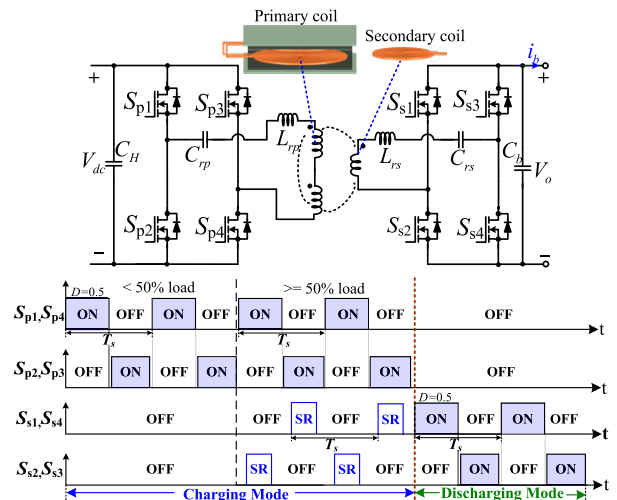 Primary coil
Secondary coil
i_b
+
+
S_p1
S_p3
S_s1
S_s3
L_rp
L_rs
V_dc
C_H
C_rp
C_rs
C_b
V_o
S_p2
S_p4
S_s2
S_s4
−
−
< 50% load
>= 50% load
D=0.5
S_p1,S_p4
ON OFF ON OFF ON OFF ON OFF OFF
t
T_s
T_s
S_p2,S_p3
OFF ON OFF ON OFF ON OFF ON OFF
t
D=0.5
S_s1,S_s4
OFF OFF SR OFF SR ON OFF ON OFF
t
T_s
T_s
S_s2,S_s3
OFF SR OFF SR OFF OFF ON OFF ON
t
Charging Mode
Discharging Mode